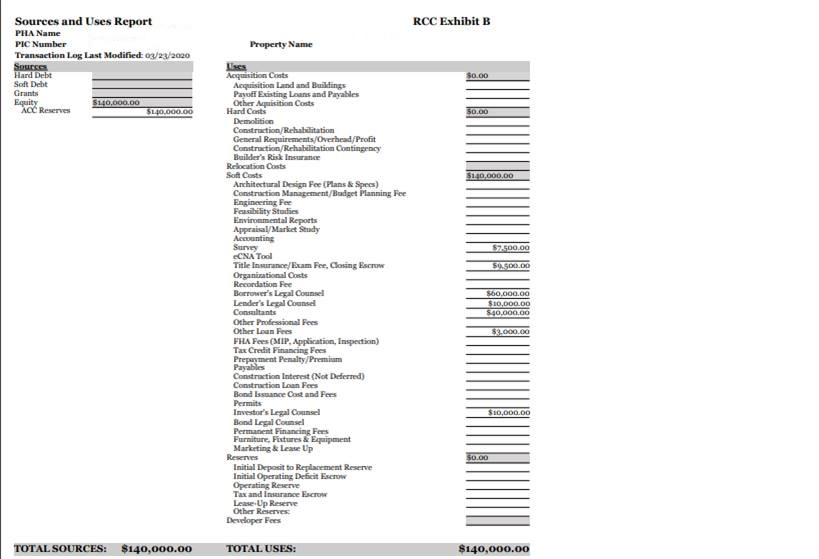 Sources and Uses Report RCC Exhibit B
PHA Name
PIC Number Property Name
Transaction Log Last Modified: 03/23/2020
Sources Uses
Hard Debt Acquisition Costs $0.00
Soft Debt Acquisition Land and Buildings
Grants Payoff Existing Loans and Payables
Equity $140,000.00 Other Aquisition Costs
ACC Reserves $140,000.00 Hard Costs $0.00
Demolition
Construction/Rehabilitation
General Requirements/Overhead/Profit
Construction/Rehabilitation Contingency
Builder's Risk Insurance
Relocation Costs
Soft Costs $140,000.00
Architectural Design Fee (Plans & Specs)
Construction Management/Budget Planning Fee
Engineering Fee
Feasibility Studies
Environmental Reports
Appraisal/Market Study
Accounting
Survey $7,500.00
eCNA Tool
Title Insurance/Exam Fee, Closing Escrow $9,500.00
Organizational Costs
Recordation Fee
Borrower's Legal Counsel $60,000.00
Lender's Legal Counsel $10,000.00
Consultants $40,000.00
Other Professional Fees
Other Loan Fees $3,000.00
FHA Fees (MIP, Application, Inspection)
Tax Credit Financing Fees
Prepayment Penalty/Premium
Payables
Construction Interest (Not Deferred)
Construction Loan Fees
Bond Issuance Cost and Fees
Permits
Investor's Legal Counsel $10,000.00
Bond Legal Counsel
Permanent Financing Fees
Furniture, Fixtures & Equipment
Marketing & Lease Up
Reserves $0.00
Initial Deposit to Replacement Reserve
Initial Operating Deficit Escrow
Operating Reserve
Tax and Insurance Escrow
Lease-Up Reserve
Other Reserves:
Developer Fees
TOTAL SOURCES: $140,000.00 TOTAL USES: $140,000.00